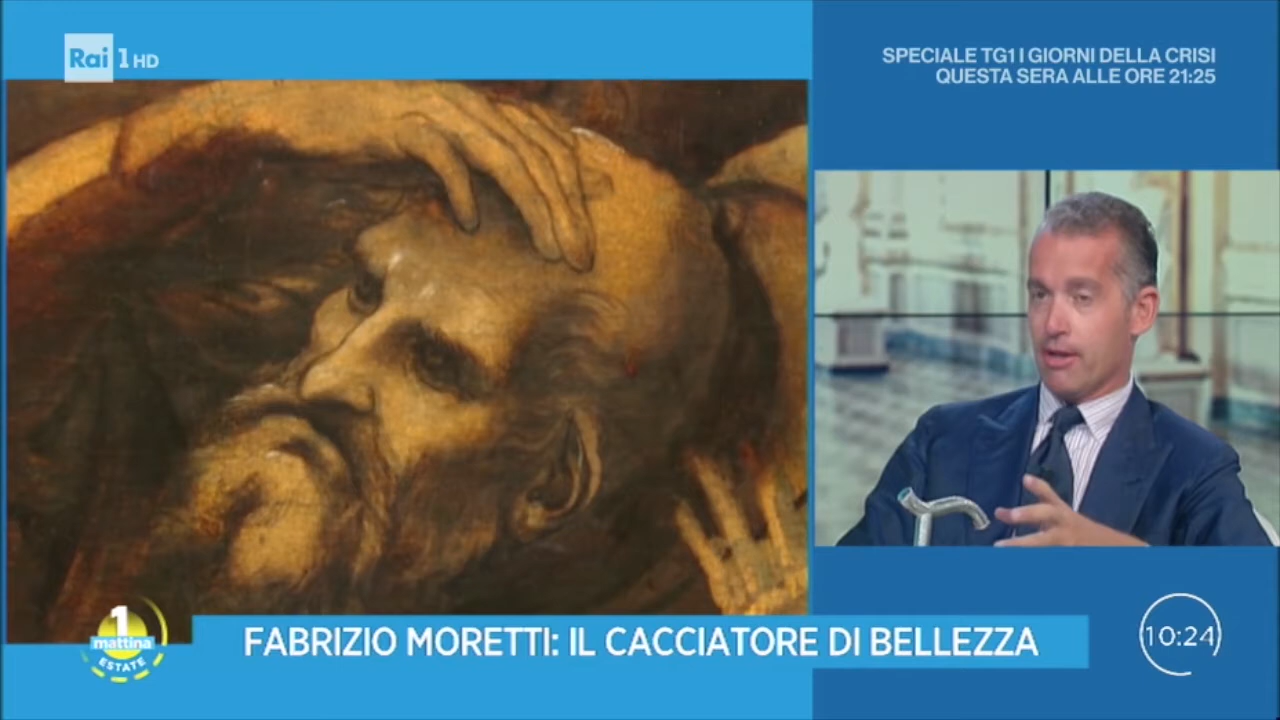 Rai 1 HD
SPECIALE TG1 I GIORNI DELLA CRISI
QUESTA SERA ALLE ORE 21:25
1
mattina
ESTATE
FABRIZIO MORETTI: IL CACCIATORE DI BELLEZZA
10:24